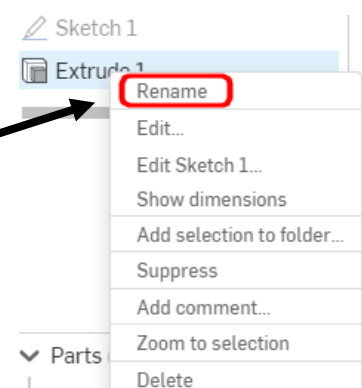 Sketch 1
Extrude 1
Rename
Edit...
Edit Sketch 1...
Show dimensions
Add selection to folder...
Suppress
Add comment...
Zoom to selection
Parts
Delete